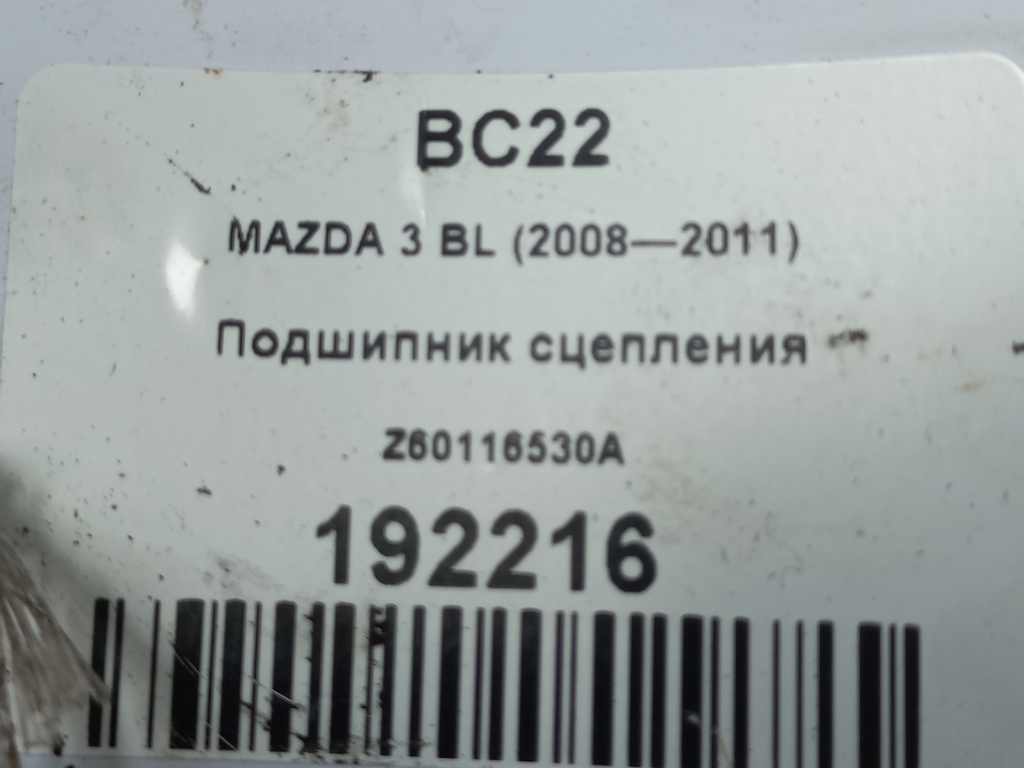 BC22
MAZDA 3 BL (2008—2011)
Подшипник сцепления
Z60116530A
192216